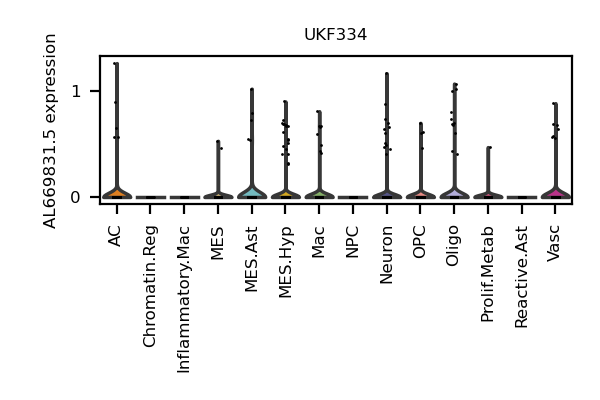 UKF334
AL669831.5 expression
1
0
AC
Chromatin.Reg
Inflammatory.Mac
MES
MES.Ast
MES.Hyp
Mac
NPC
Neuron
OPC
Oligo
Prolif.Metab
Reactive.Ast
Vasc